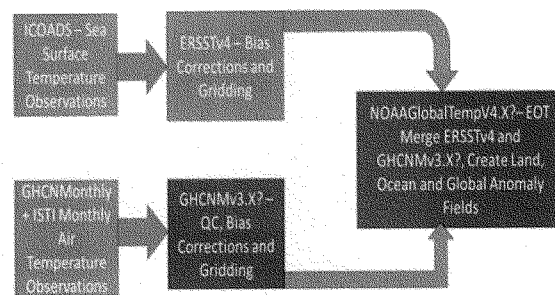 ICOADS – Sea
Surface
Temperature
Observations
ERSSTv4 – Bias
Corrections and
Gridding
NOAAGlobalTempV4.X? – EOT
Merge ERSSTv4 and
GHCNMv3.X?, Create Land,
Ocean and Global Anomaly
Fields
GHCNMonthly
+ ISTI Monthly
Air
Temperature
Observations
GHCNMv3.X? –
QC, Bias
Corrections and
Gridding